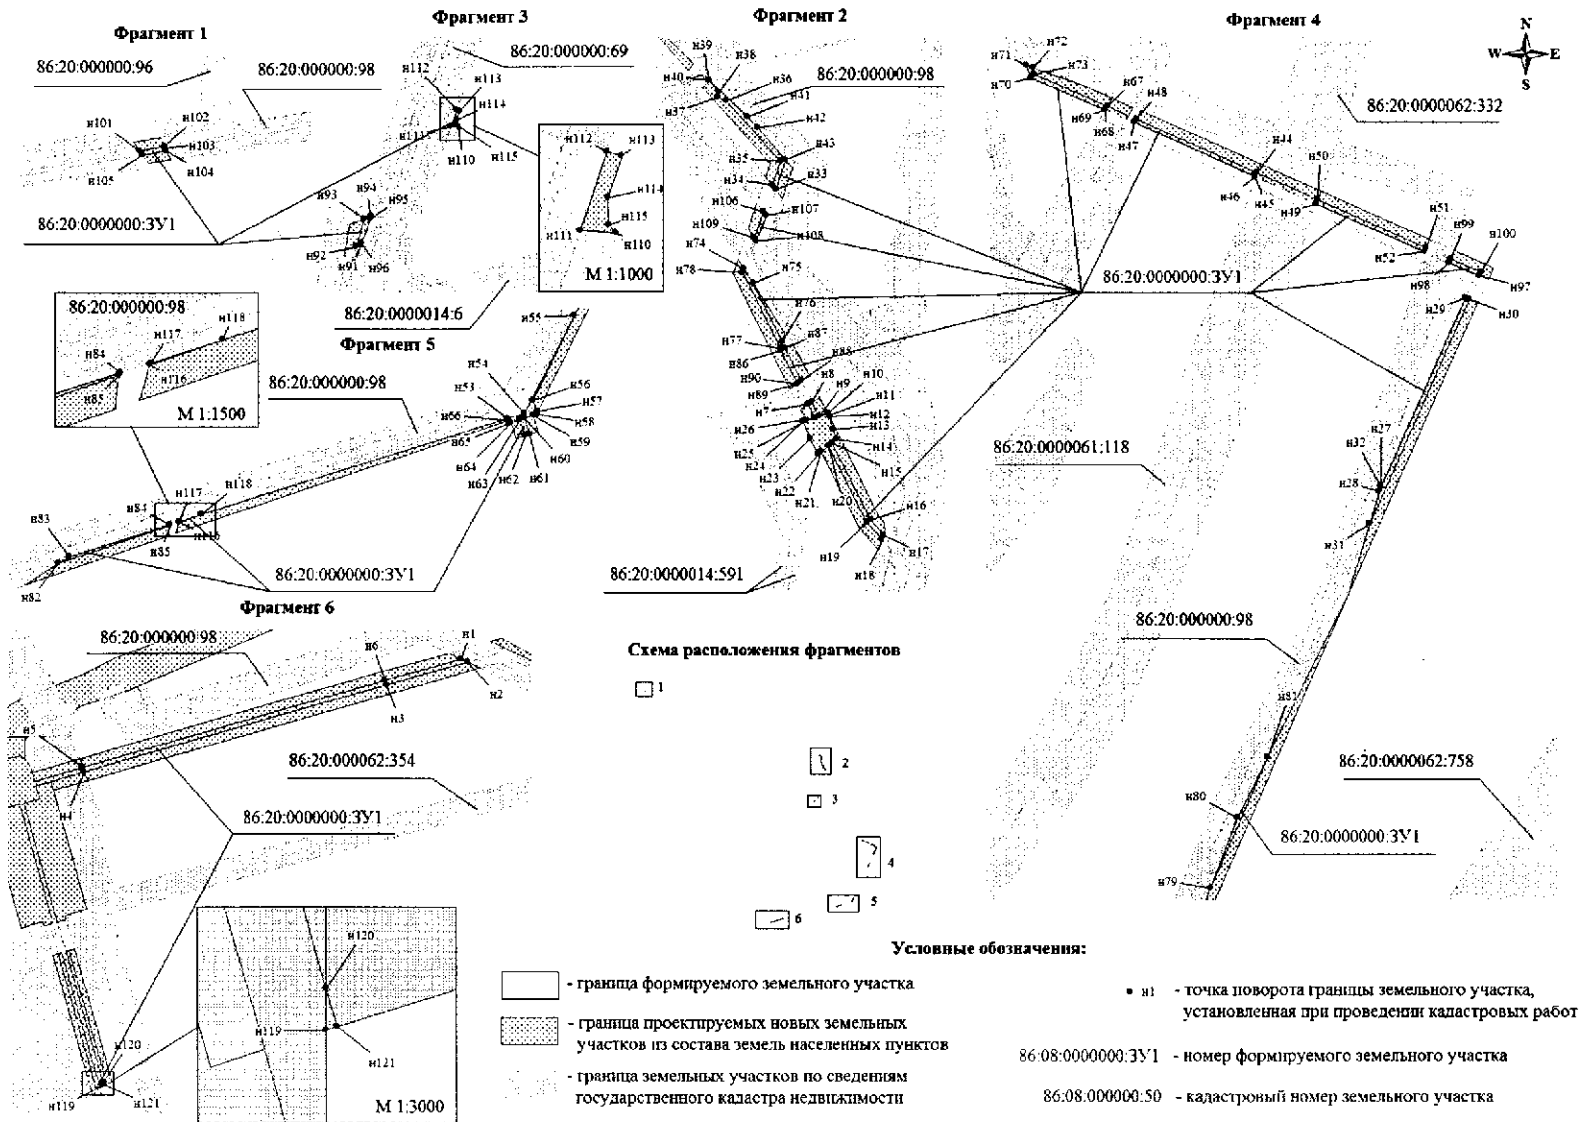 Фрагмент 1
86:20:000000:96
86:20:000000:98
н101
н102
н103
н104
н105
86:20:0000000:ЗУ1
Фрагмент 3
86:20:000000:69
н112
н113
н114
н111
н110
н115
н93
н94
н95
н92
н91
н96
н112
н113
н114
н115
н111
н110
М 1:1000
86:20:0000014:6
Фрагмент 2
н39
н38
н40
н36
86:20:000000:98
н37
н41
н42
н43
н35
н34
н33
н106
н107
н109
н108
н74
н78
н75
н76
н77
н87
н86
н88
н90
н89
н8
н9
н10
н7
н11
н12
н26
н13
н25
н14
н24
н15
н23
н22
н21
н20
н16
н19
н17
н18
86:20:0000014:591
86:20:0000000:ЗУ1
Фрагмент 4
N
W
E
S
н72
н71
н73
н70
н67
н48
н69
н68
н47
86:20:0000062:332
н44
н50
н46
н45
н49
н51
н99
н100
н52
н98
н97
н29
н30
86:20:0000061:118
н27
н32
н28
н31
86:20:000000:98
н81
86:20:0000062:758
н80
86:20:0000000:ЗУ1
н79
Фрагмент 5
86:20:000000:98
н118
н117
н84
н116
н85
М 1:1500
86:20:000000:98
н55
н54
н53
н56
н57
н66
н58
н65
н59
н64
н60
н63
н62
н61
н117
н118
н84
н83
н85
н116
н82
86:20:0000000:ЗУ1
Фрагмент 6
86:20:000000:98
н1
н6
н2
н3
н5
86:20:000062:354
н4
86:20:0000000:ЗУ1
н120
н119
н121
н120
н119
н121
М 1:3000
Схема расположения фрагментов
1
2
3
4
5
6
Условные обозначения:
- граница формируемого земельного участка
- граница проектируемых новых земельных
участков из состава земель населенных пунктов
- граница земельных участков по сведениям
государственного кадастра недвижимости
н1 - точка поворота границы земельного участка,
установленная при проведении кадастровых работ
86:08:0000000:ЗУ1 - номер формируемого земельного участка
86:08:000000:50 - кадастровый номер земельного участка